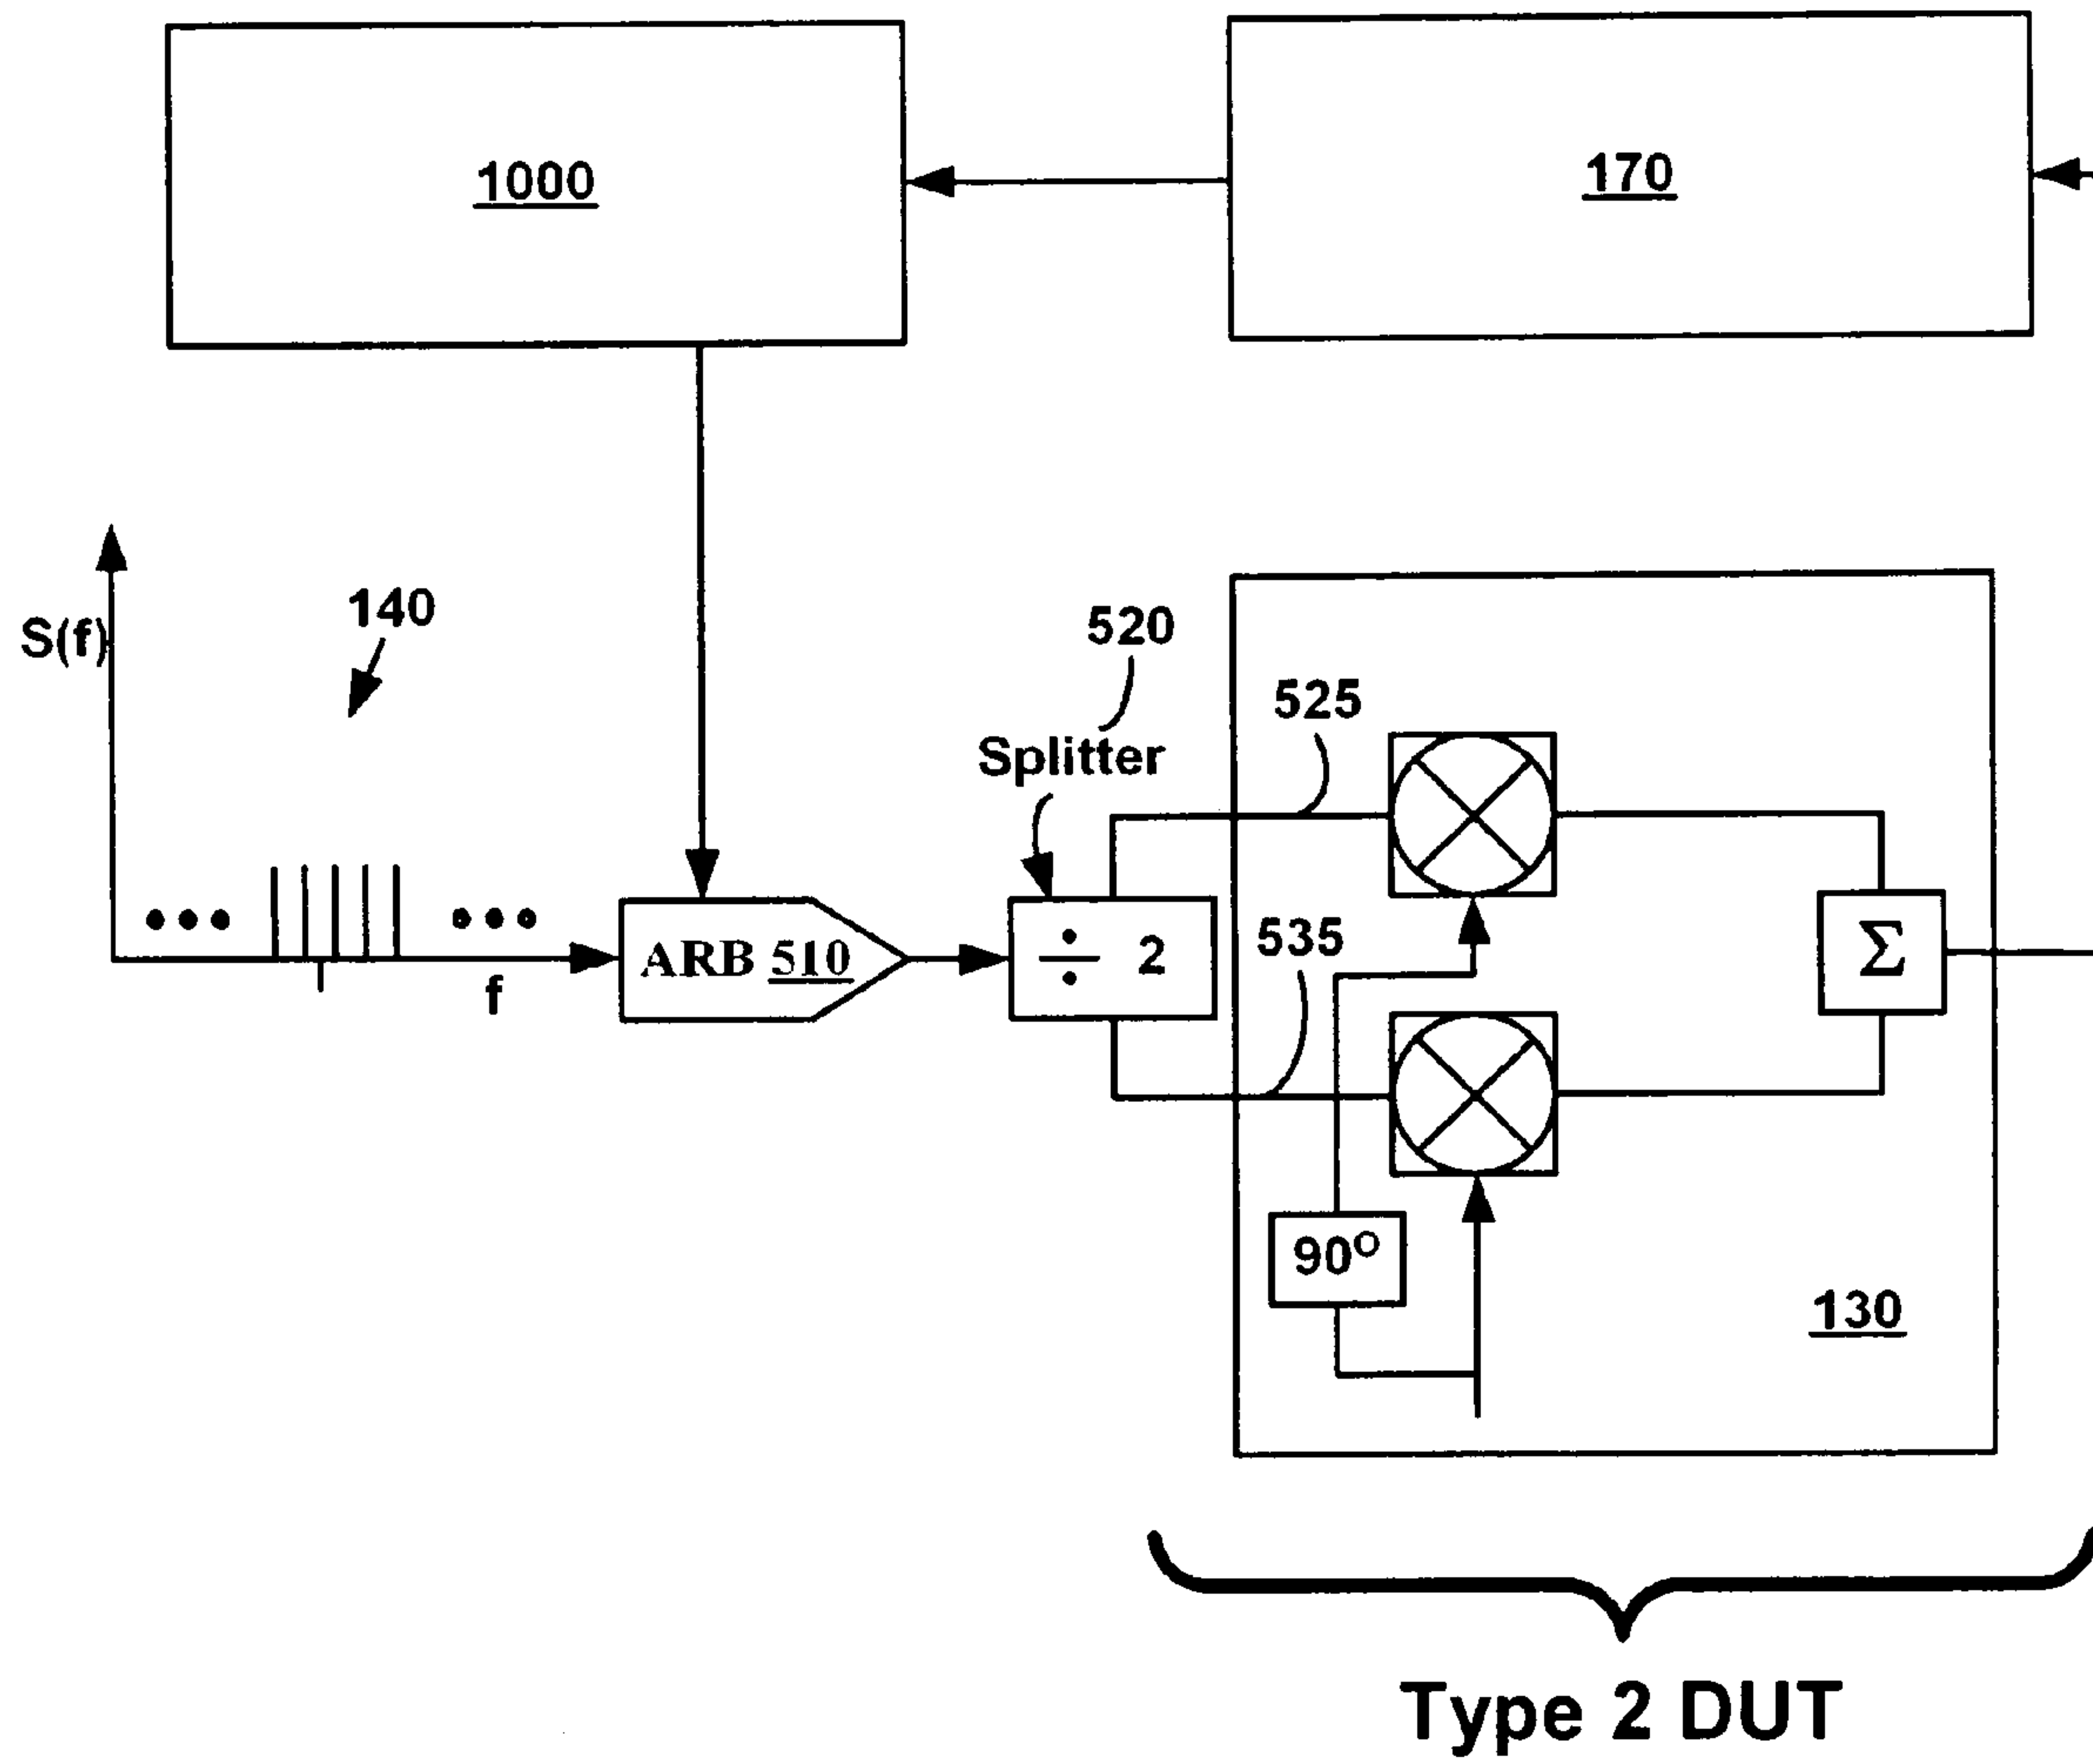 1000
170
S(f)
140
520
Splitter
525
535
f
ARB 510
÷ 2
Σ
90°
130
Type 2 DUT